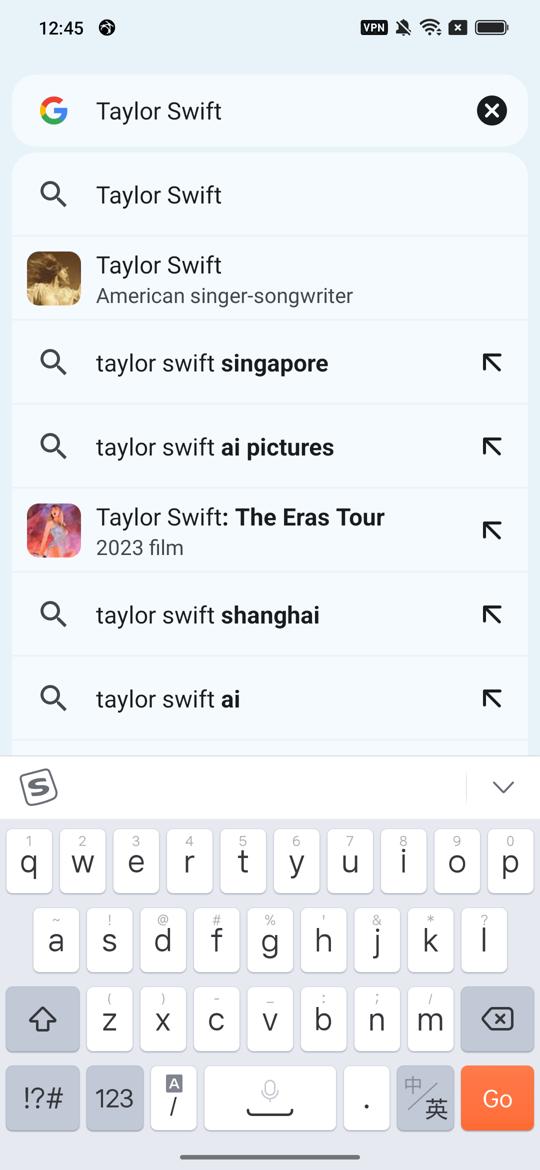 12:45
VPN
Taylor Swift
Taylor Swift
Taylor Swift
American singer-songwriter
taylor swift singapore
taylor swift ai pictures
Taylor Swift: The Eras Tour
2023 film
taylor swift shanghai
taylor swift ai
S
1 2 3 4 5 6 7 8 9 0
q w e r t y u i o p
~ ! @ # % ' & * ?
a s d f g h j k l
( ) - _ : ; /
z x c v b n m
!?# 123 A / . 中/英 Go